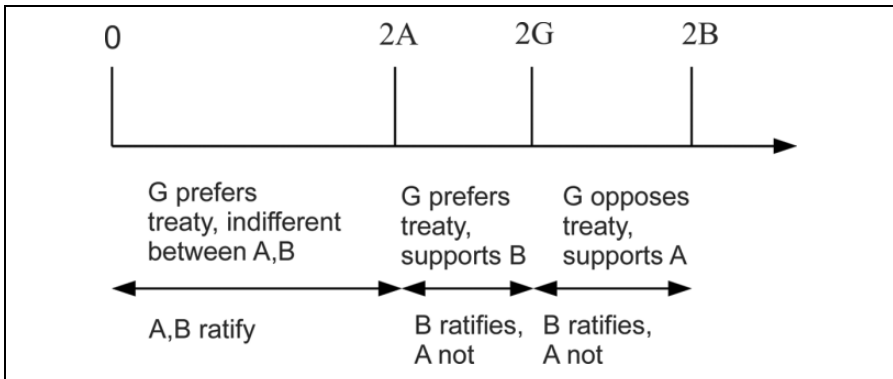 0 2A 2G 2B
G prefers
treaty, indifferent
between A,B
G prefers
treaty,
supports B
G opposes
treaty,
supports A
A,B ratify
B ratifies,
A not
B ratifies,
A not